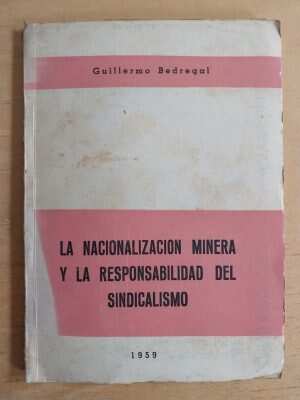 Guillermo Bedregal
LA NACIONALIZACION MINERA
Y LA RESPONSABILIDAD DEL
SINDICALISMO
1959